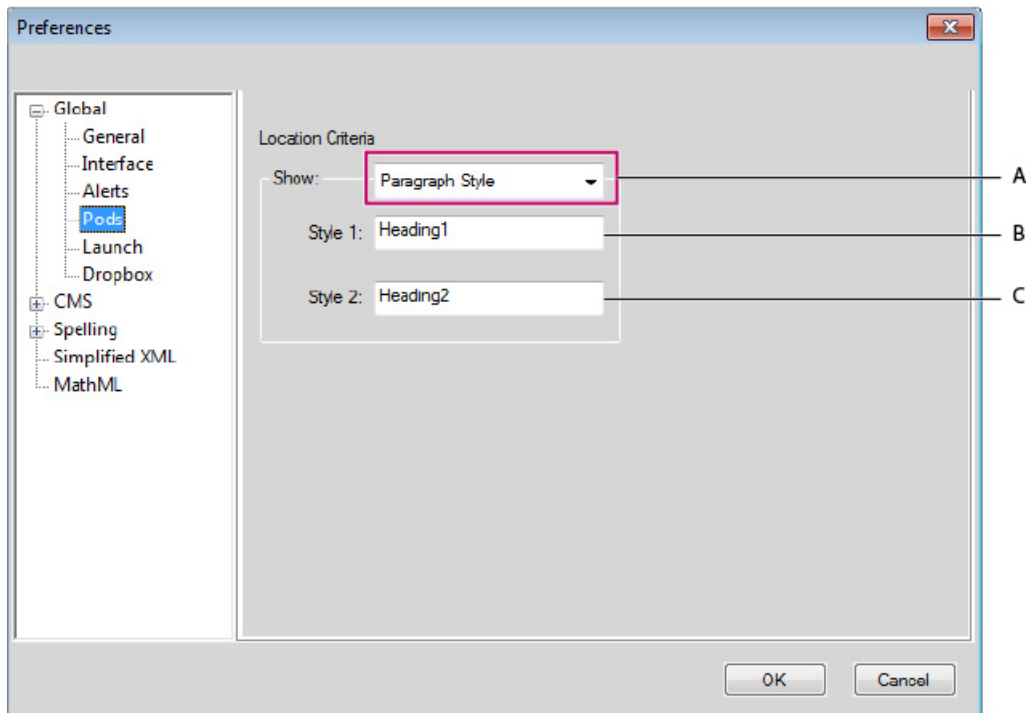 Preferences
Global
General
Interface
Alerts
Pods
Launch
Dropbox
CMS
Spelling
Simplified XML
MathML
Location Criteria
Show: Paragraph Style A
Style 1: Heading1 B
Style 2: Heading2 C
OK Cancel